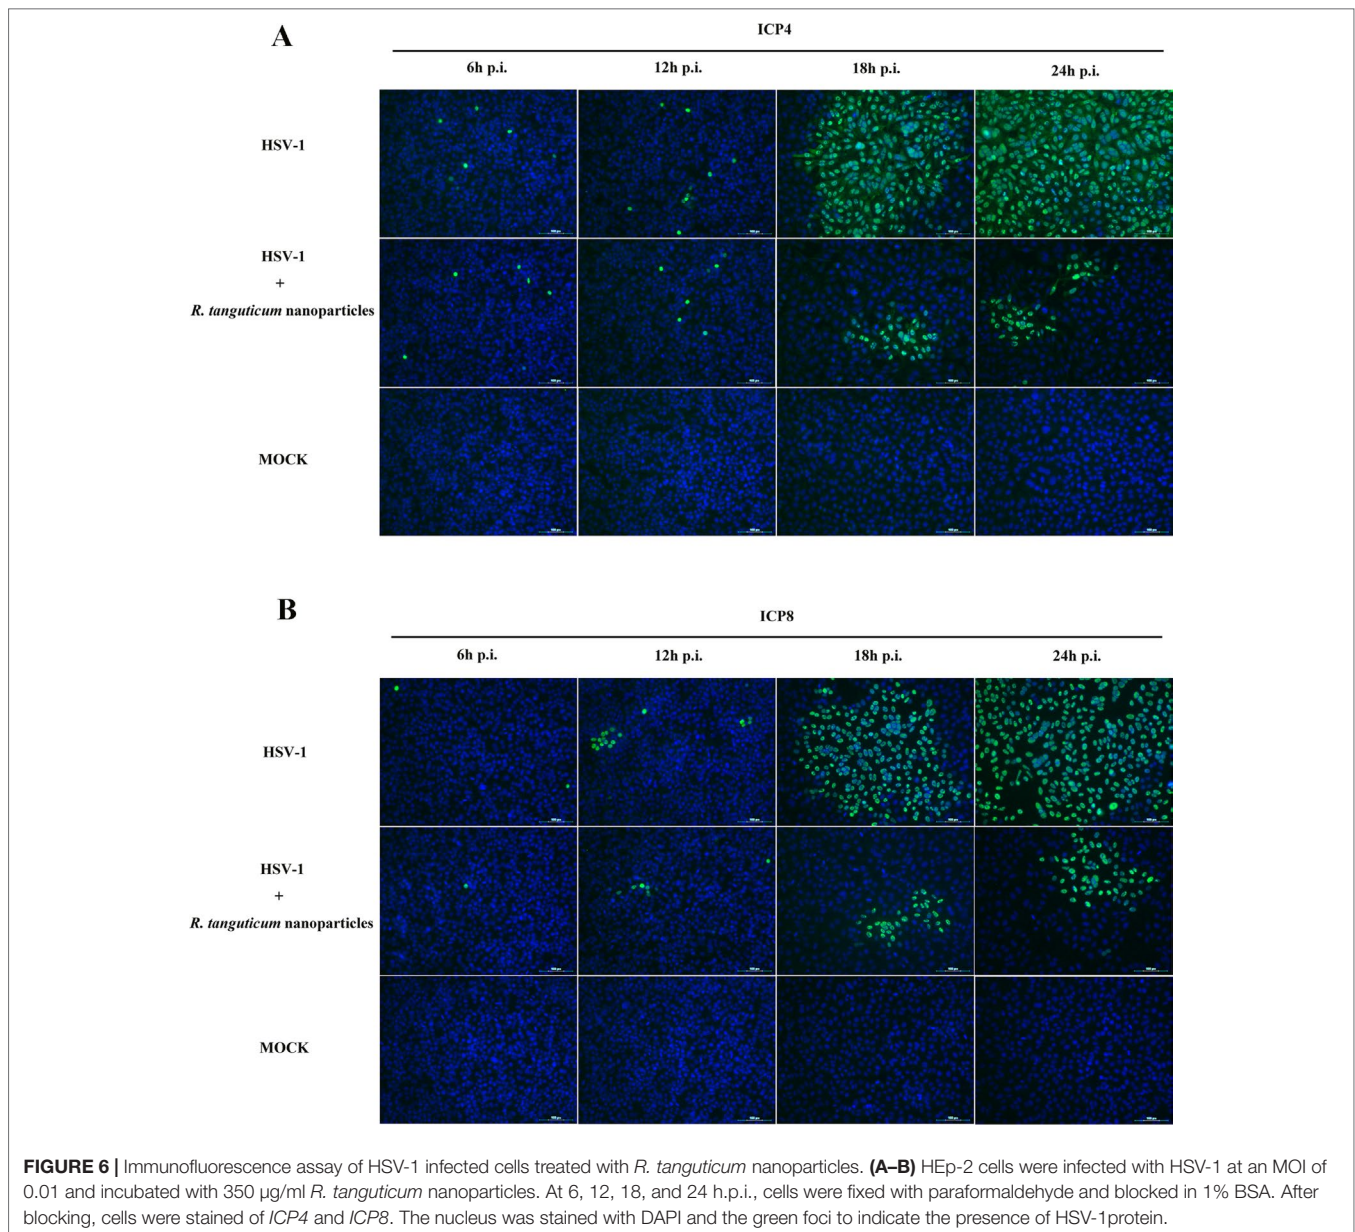 A
ICP4
6h p.i. 12h p.i. 18h p.i. 24h p.i.
HSV-1
HSV-1
+
R. tanguticum nanoparticles
MOCK
B
ICP8
6h p.i. 12h p.i. 18h p.i. 24h p.i.
HSV-1
HSV-1
+
R. tanguticum nanoparticles
MOCK
FIGURE 6 | Immunofluorescence assay of HSV-1 infected cells treated with R. tanguticum nanoparticles. (A–B) HEp-2 cells were infected with HSV-1 at an MOI of
0.01 and incubated with 350 μg/ml R. tanguticum nanoparticles. At 6, 12, 18, and 24 h.p.i., cells were fixed with paraformaldehyde and blocked in 1% BSA. After
blocking, cells were stained of ICP4 and ICP8. The nucleus was stained with DAPI and the green foci to indicate the presence of HSV-1protein.